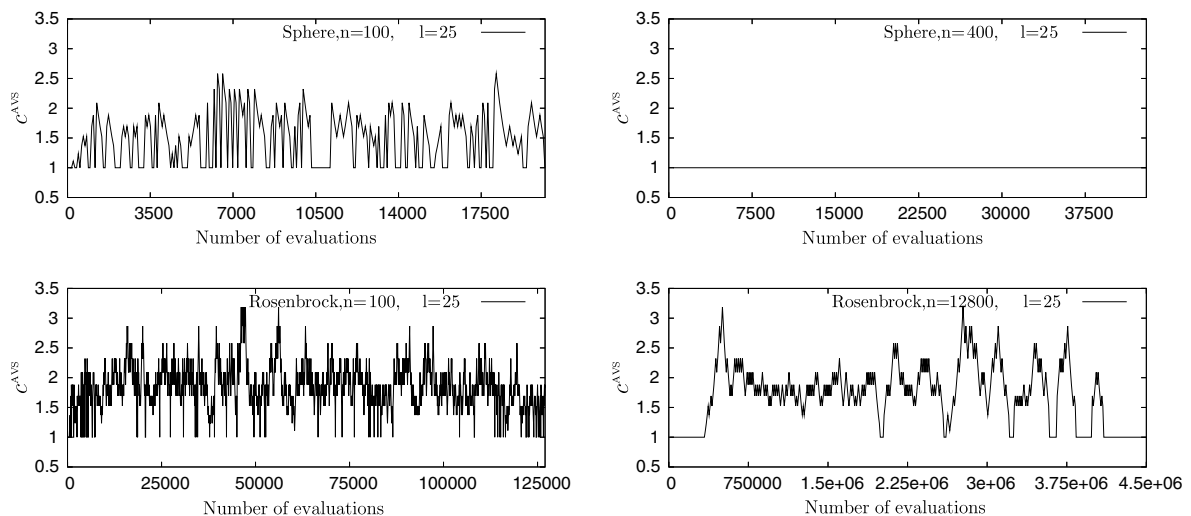 Sphere,n=100, l=25
3.5
3
2.5
2
1.5
1
0.5
c^AVS
0 3500 7000 10500 14000 17500
Number of evaluations
Sphere,n=400, l=25
3.5
3
2.5
2
1.5
1
0.5
c^AVS
0 7500 15000 22500 30000 37500
Number of evaluations
Rosenbrock,n=100, l=25
3.5
3
2.5
2
1.5
1
0.5
c^AVS
0 25000 50000 75000 100000 125000
Number of evaluations
Rosenbrock,n=12800, l=25
3.5
3
2.5
2
1.5
1
0.5
c^AVS
0 750000 1.5e+06 2.25e+06 3e+06 3.75e+06 4.5e+06
Number of evaluations